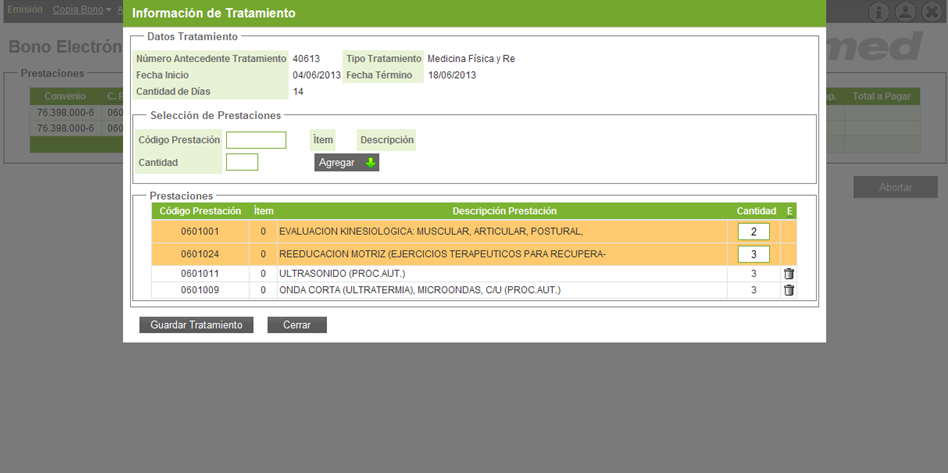 Emisión Copia Bono
Información de Tratamiento
Bono Electrón
med
Datos Tratamiento
Número Antecedente Tratamiento 40613 Tipo Tratamiento Medicina Física y Re
Fecha Inicio 04/06/2013 Fecha Término 18/06/2013
Cantidad de Días 14
Prestaciones
Convenio C. P
Total a Pagar
76.398.000-6 060
76.398.000-6 060
Selección de Prestaciones
Código Prestación Ítem Descripción
Cantidad Agregar
Abortar
Prestaciones
Código Prestación Ítem Descripción Prestación Cantidad E
0601001 0 EVALUACION KINESIOLOGICA: MUSCULAR, ARTICULAR, POSTURAL, 2
0601024 0 REEDUCACION MOTRIZ (EJERCICIOS TERAPEUTICOS PARA RECUPERA- 3
0601011 0 ULTRASONIDO (PROC.AUT.) 3
0601009 0 ONDA CORTA (ULTRATERMIA), MICROONDAS, C/U (PROC.AUT.) 3
Guardar Tratamiento Cerrar